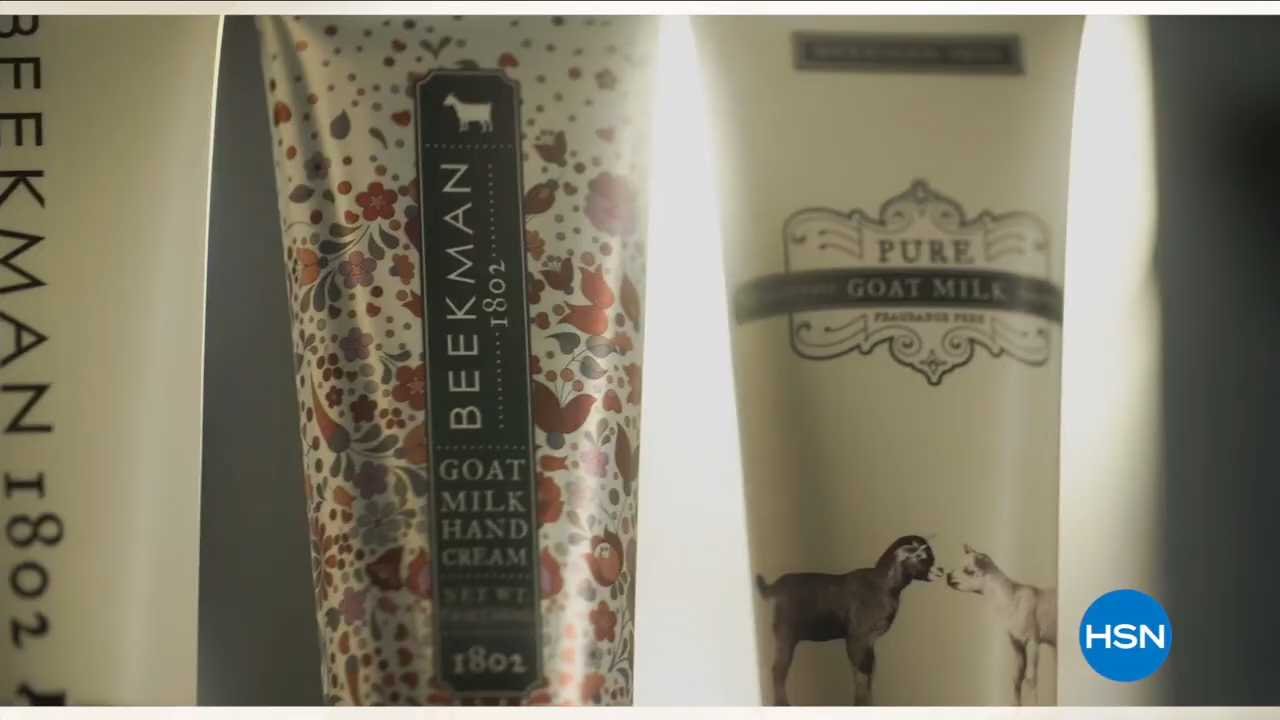 BEEKMAN 1802
BEEKMAN
1802
GOAT
MILK
HAND
CREAM
NET WT
1802
PURE
GOAT MILK
FRAGRANCE FREE
HSN